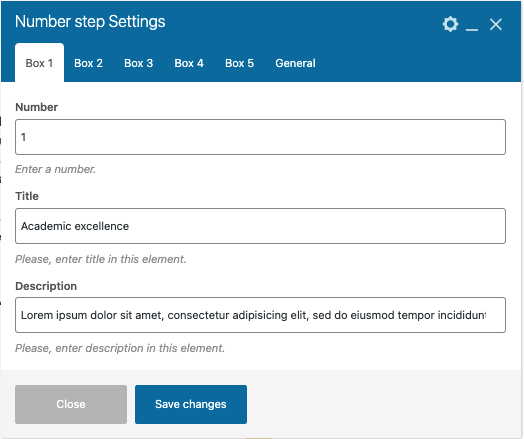 Number step Settings
Box 1 Box 2 Box 3 Box 4 Box 5 General
Number
1
Enter a number.
Title
Academic excellence
Please, enter title in this element.
Description
Lorem ipsum dolor sit amet, consectetur adipisicing elit, sed do eiusmod tempor incididunt
Please, enter description in this element.
Close Save changes